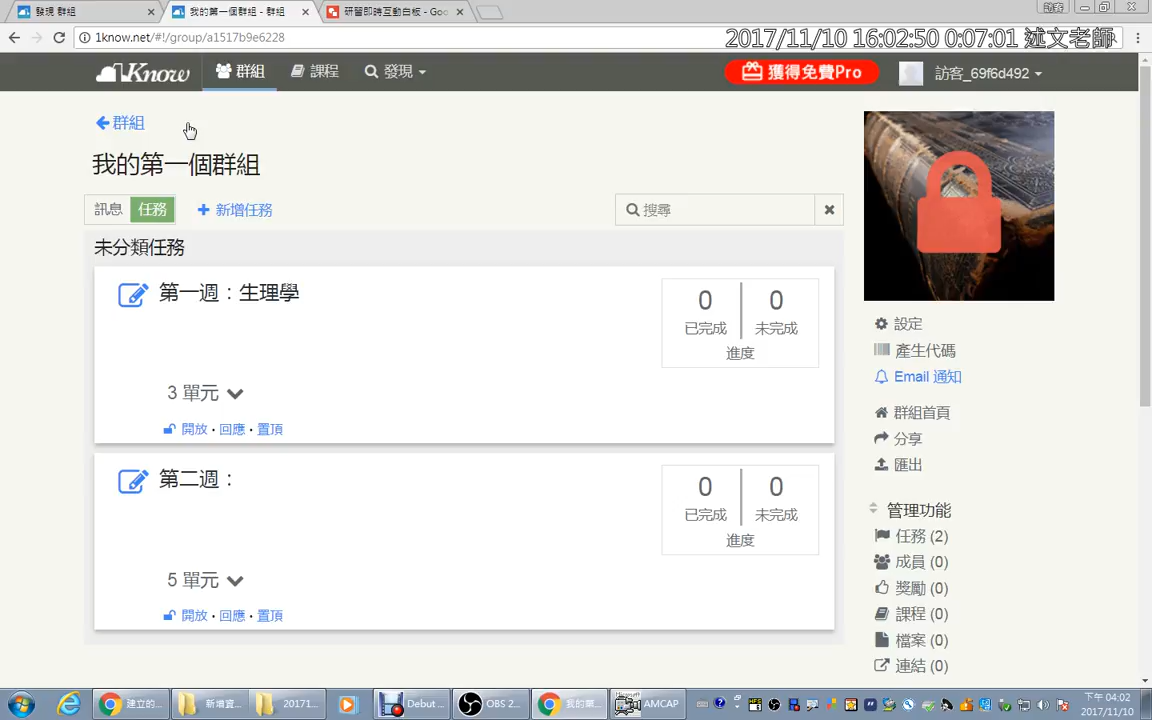 發現 群組
我的第一個群組 - 群組
研習即時互動白板 - Goo
訪客
1know.net/#!/group/a1517b9e6228
2017/11/10 16:02:50 0:07:01 述文老師
1Know
群組
課程
發現
獲得免費Pro
訪客_69f6d492
群組
我的第一個群組
訊息
任務
新增任務
搜尋
未分類任務
第一週：生理學
0
0
已完成
未完成
進度
3 單元
開放・回應・置頂
第二週：
0
0
已完成
未完成
進度
5 單元
開放・回應・置頂
設定
產生代碼
Email 通知
群組首頁
分享
匯出
管理功能
任務 (2)
成員 (0)
獎勵 (0)
課程 (0)
檔案 (0)
連結 (0)
建立的...
新增資...
20171...
Debut ...
OBS 2...
我的第...
AMCAP
下午 04:02
2017/11/10